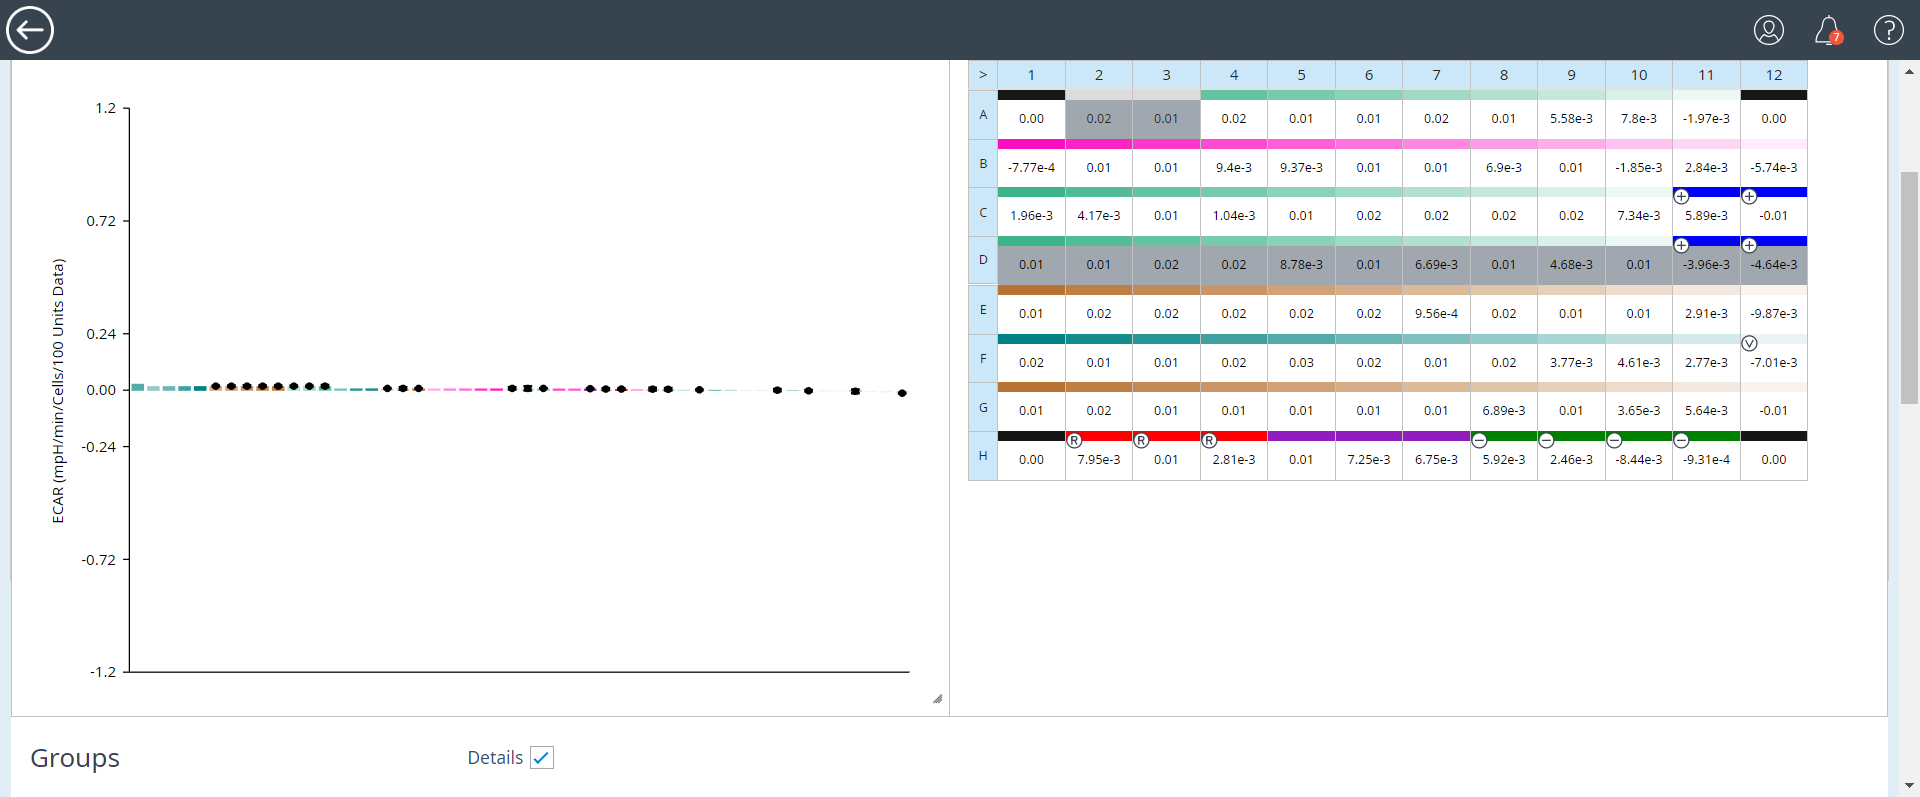 7 ?
1.2
0.72
0.24
0.00
-0.24
-0.72
-1.2
ECAR (mpH/min/Cells/100 Units Data)
> 1 2 3 4 5 6 7 8 9 10 11 12
A 0.00 0.02 0.01 0.02 0.01 0.01 0.02 0.01 5.58e-3 7.8e-3 -1.97e-3 0.00
B -7.77e-4 0.01 0.01 9.4e-3 9.37e-3 0.01 0.01 6.9e-3 0.01 -1.85e-3 2.84e-3 -5.74e-3
+ +
C 1.96e-3 4.17e-3 0.01 1.04e-3 0.01 0.02 0.02 0.02 0.02 7.34e-3 5.89e-3 -0.01
+ +
D 0.01 0.01 0.02 0.02 8.78e-3 0.01 6.69e-3 0.01 4.68e-3 0.01 -3.96e-3 -4.64e-3
E 0.01 0.02 0.02 0.02 0.02 0.02 9.56e-4 0.02 0.01 0.01 2.91e-3 -9.87e-3
V
F 0.02 0.01 0.01 0.02 0.03 0.02 0.01 0.02 3.77e-3 4.61e-3 2.77e-3 -7.01e-3
G 0.01 0.02 0.01 0.01 0.01 0.01 0.01 6.89e-3 0.01 3.65e-3 5.64e-3 -0.01
R R R − − − −
H 0.00 7.95e-3 0.01 2.81e-3 0.01 7.25e-3 6.75e-3 5.92e-3 2.46e-3 -8.44e-3 -9.31e-4 0.00
Groups Details